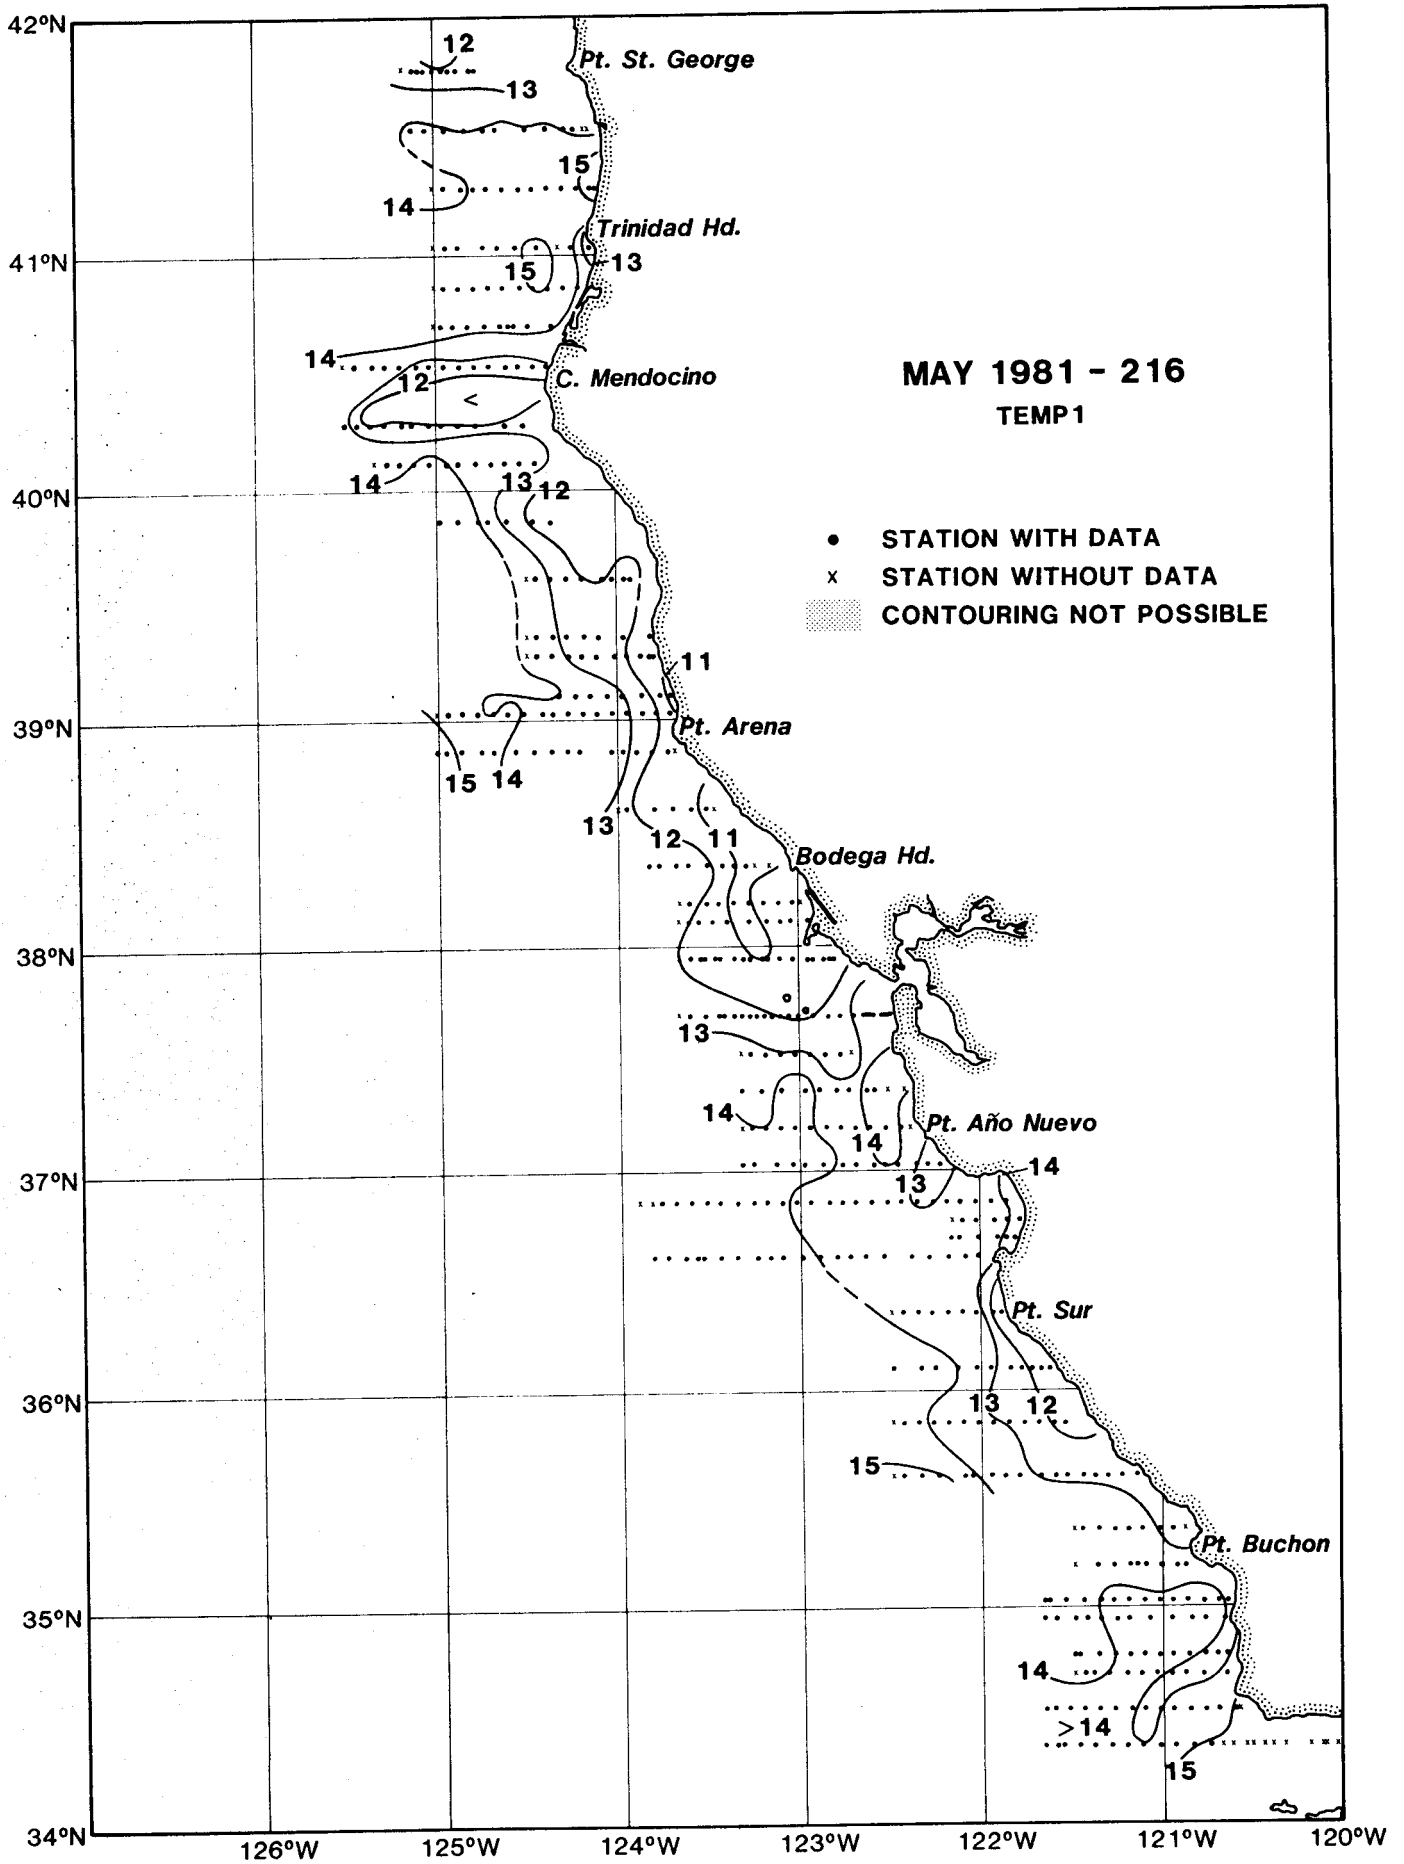 42°N
12
Pt. St. George
13
15
14
Trinidad Hd.
41°N
15
13
14
MAY 1981 - 216
TEMP1
12
C. Mendocino
<
14
13
12
40°N
• STATION WITH DATA
x STATION WITHOUT DATA
CONTOURING NOT POSSIBLE
11
39°N
Pt. Arena
15
14
13
12
11
Bodega Hd.
38°N
13
14
Pt. Año Nuevo
14
14
37°N
13
Pt. Sur
36°N
13
12
15
Pt. Buchon
35°N
14
>14
15
34°N
126°W
125°W
124°W
123°W
122°W
121°W
120°W